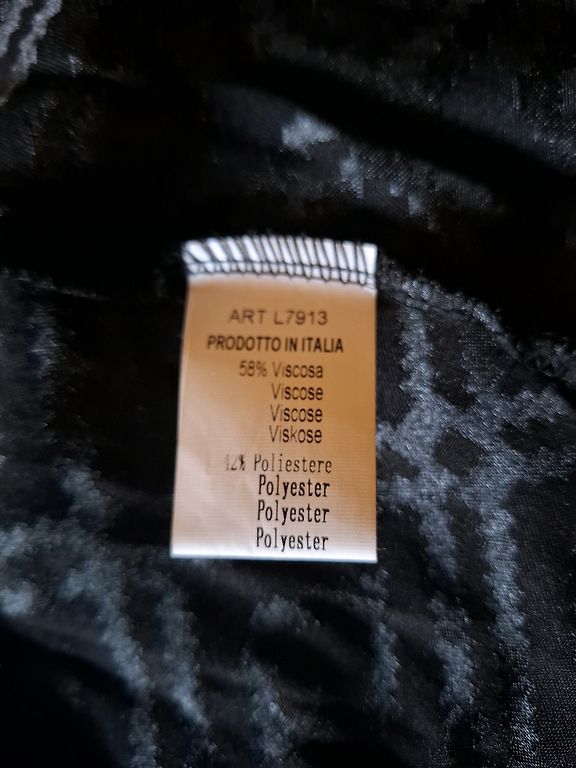 ART L7913
PRODOTTO IN ITALIA
58% Viscosa
Viscose
Viscose
Viskose
42% Poliestere
Polyester
Polyester
Polyester